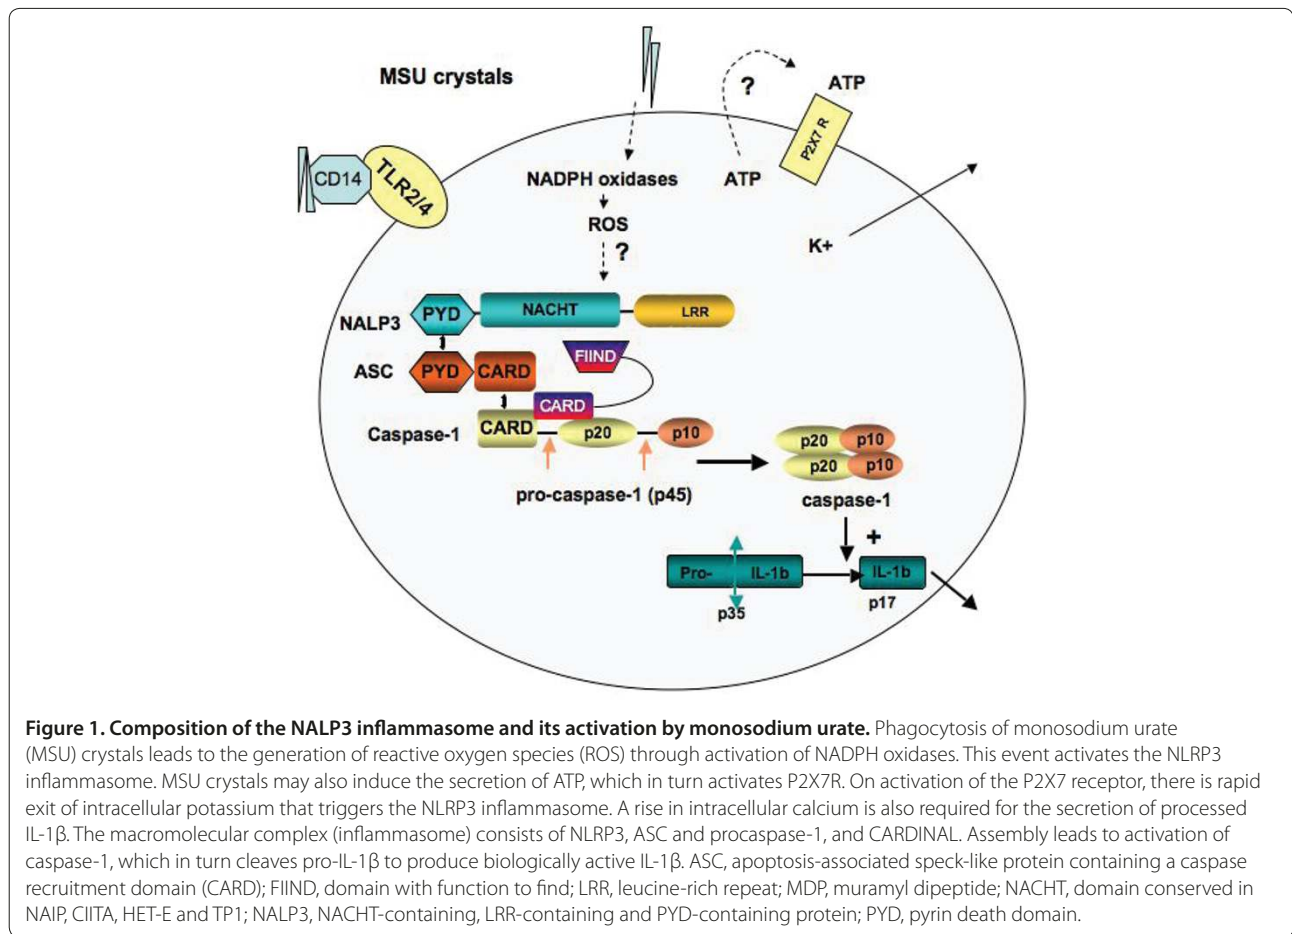 MSU crystals
?
ATP
P2X7 R
CD14
TLR2/4
NADPH oxidases
ATP
ROS
?
K+
NALP3
PYD
NACHT
LRR
ASC
PYD
CARD
FIIND
CARD
Caspase-1
CARD
p20
p10
p20
p10
p20
p10
pro-caspase-1 (p45)
caspase-1
+
Pro-
IL-1b
IL-1b
p35
p17
Figure 1. Composition of the NALP3 inflammasome and its activation by monosodium urate. Phagocytosis of monosodium urate
(MSU) crystals leads to the generation of reactive oxygen species (ROS) through activation of NADPH oxidases. This event activates the NLRP3
inflammasome. MSU crystals may also induce the secretion of ATP, which in turn activates P2X7R. On activation of the P2X7 receptor, there is rapid
exit of intracellular potassium that triggers the NLRP3 inflammasome. A rise in intracellular calcium is also required for the secretion of processed
IL-1β. The macromolecular complex (inflammasome) consists of NLRP3, ASC and procaspase-1, and CARDINAL. Assembly leads to activation of
caspase-1, which in turn cleaves pro-IL-1β to produce biologically active IL-1β. ASC, apoptosis-associated speck-like protein containing a caspase
recruitment domain (CARD); FIIND, domain with function to find; LRR, leucine-rich repeat; MDP, muramyl dipeptide; NACHT, domain conserved in
NAIP, CIITA, HET-E and TP1; NALP3, NACHT-containing, LRR-containing and PYD-containing protein; PYD, pyrin death domain.